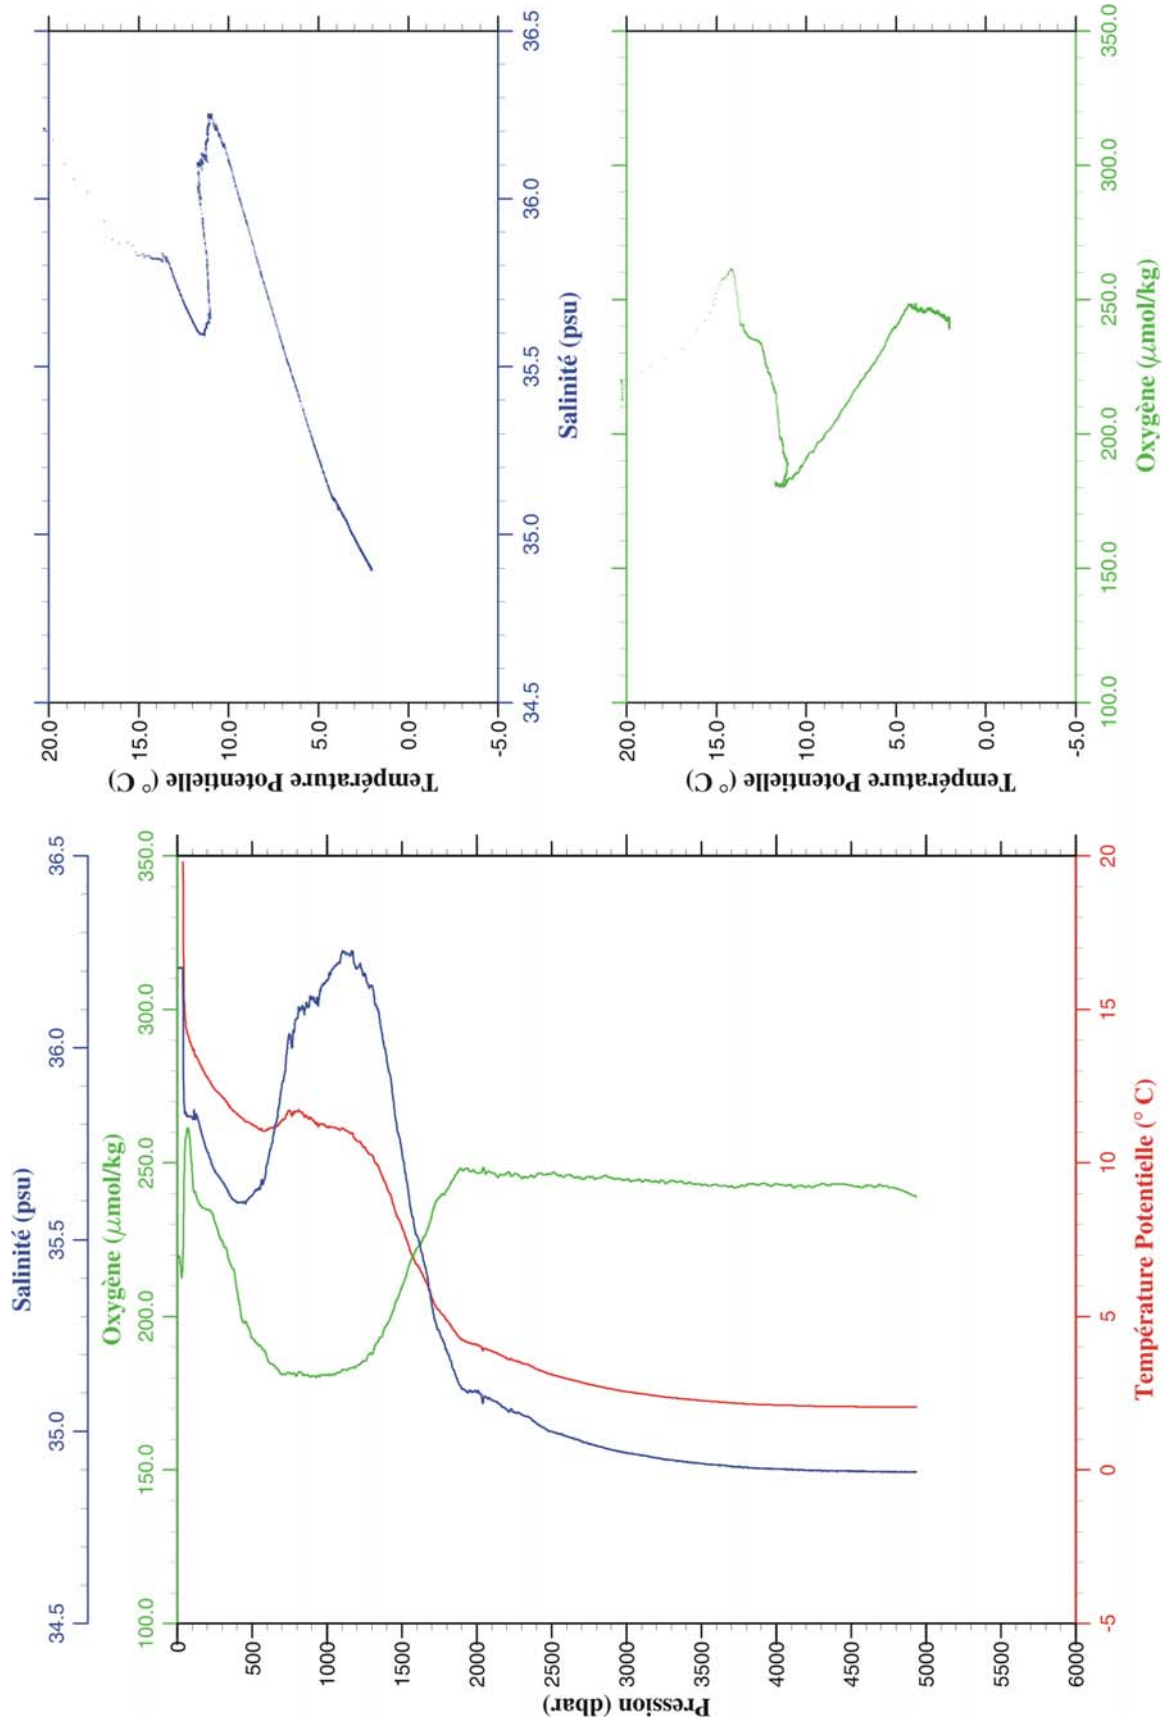 Salinité (psu)
34.5 35.0 35.5 36.0 36.5
Oxygène (μmol/kg)
100.0 150.0 200.0 250.0 300.0 350.0
Pression (dbar)
0
500
1000
1500
2000
2500
3000
3500
4000
4500
5000
5500
6000
-5 0 5 10 15 20
Température Potentielle (° C)
Température Potentielle (° C)
20.0
15.0
10.0
5.0
0.0
-5.0
34.5 35.0 35.5 36.0 36.5
Salinité (psu)
Température Potentielle (° C)
20.0
15.0
10.0
5.0
0.0
-5.0
100.0 150.0 200.0 250.0 300.0 350.0
Oxygène (μmol/kg)